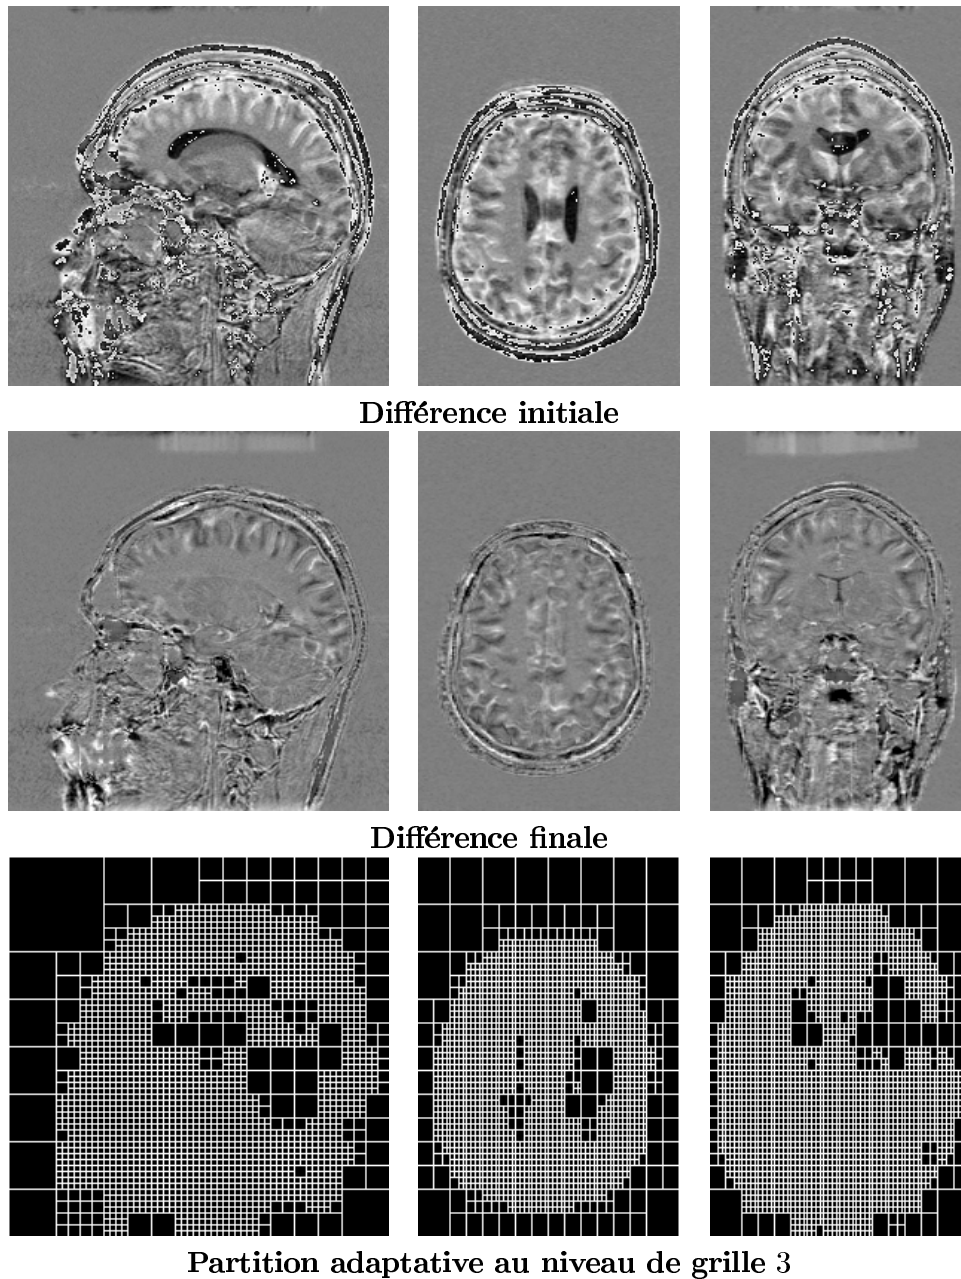 Différence initiale
Différence finale
Partition adaptative au niveau de grille 3